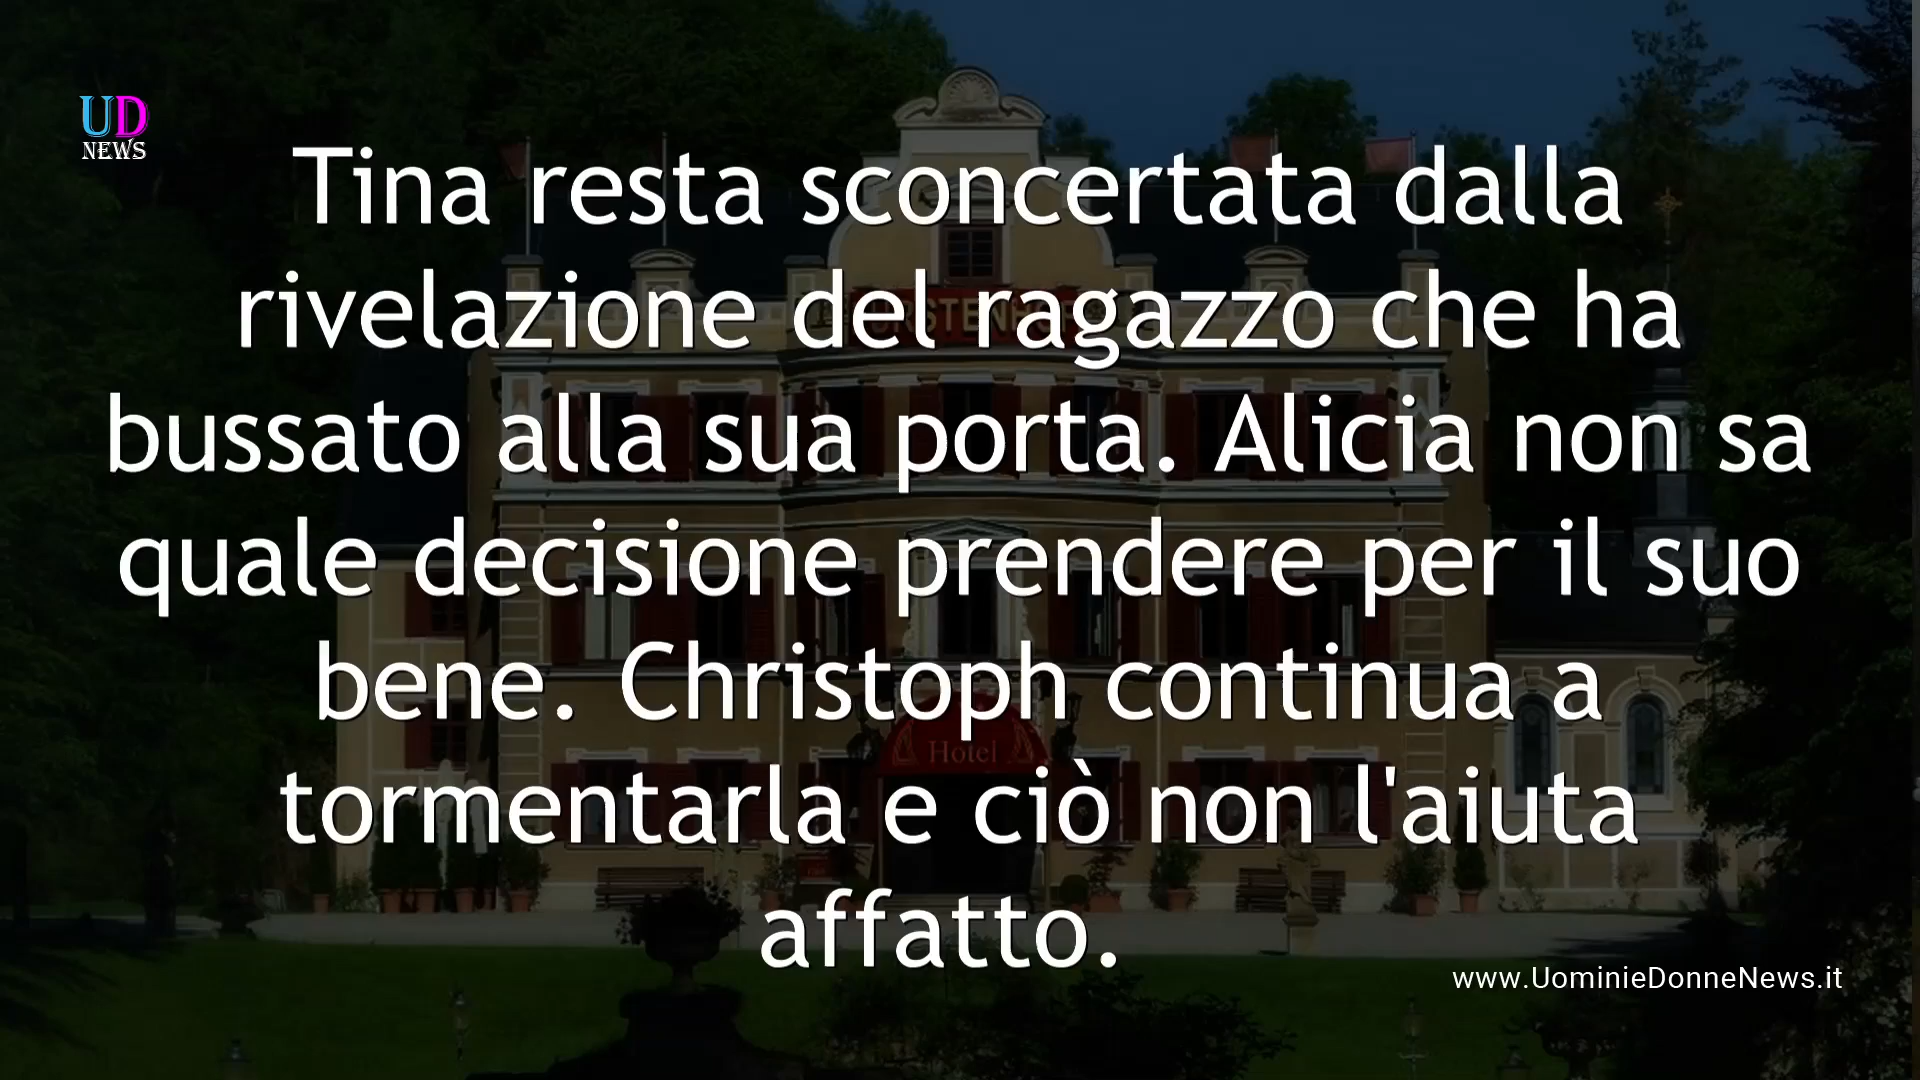 UD
NEWS
Tina resta sconcertata dalla
rivelazione del ragazzo che ha
bussato alla sua porta. Alicia non sa
quale decisione prendere per il suo
bene. Christoph continua a
Hotel
tormentarla e ciò non l'aiuta
affatto.
www.UominieDonneNews.it